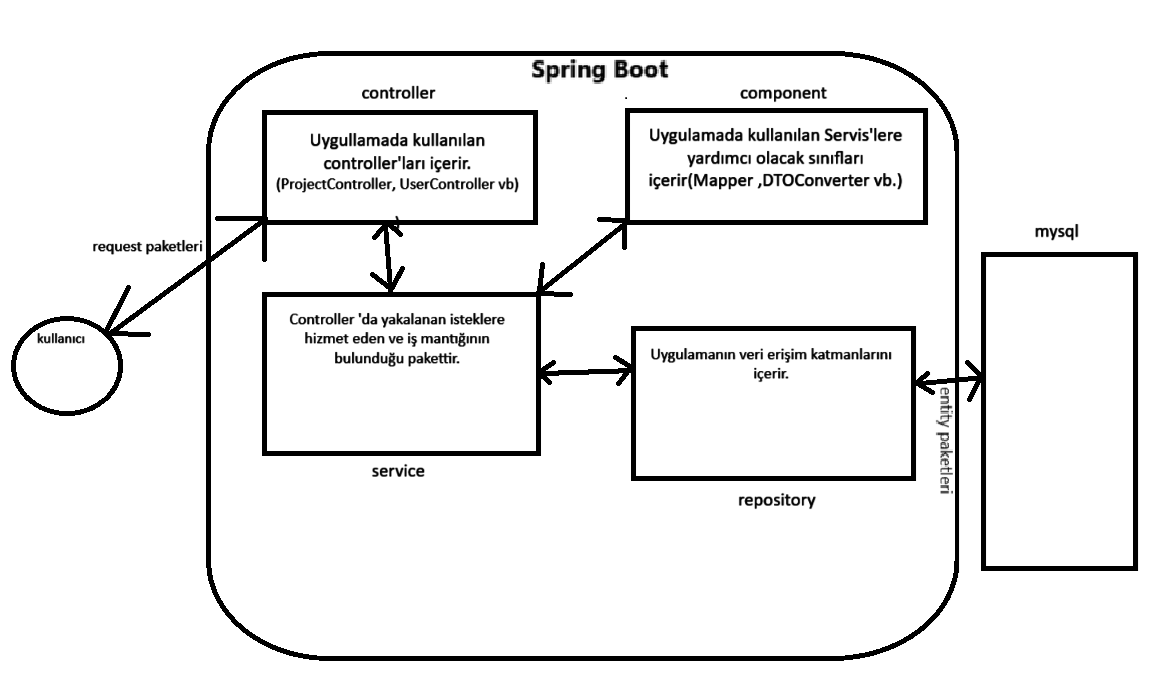 Spring Boot
controller
Uygullamada kullanılan
controller'ları içerir.
(ProjectController, UserController vb)
component
Uygulamada kullanılan Servis'lere
yardımcı olacak sınıfları
içerir(Mapper ,DTOConverter vb.)
request paketleri
kullanıcı
Controller 'da yakalanan isteklere
hizmet eden ve iş mantığının
bulunduğu pakettir.
service
Uygulamanın veri erişim katmanlarını
içerir.
repository
entity paketleri
mysql